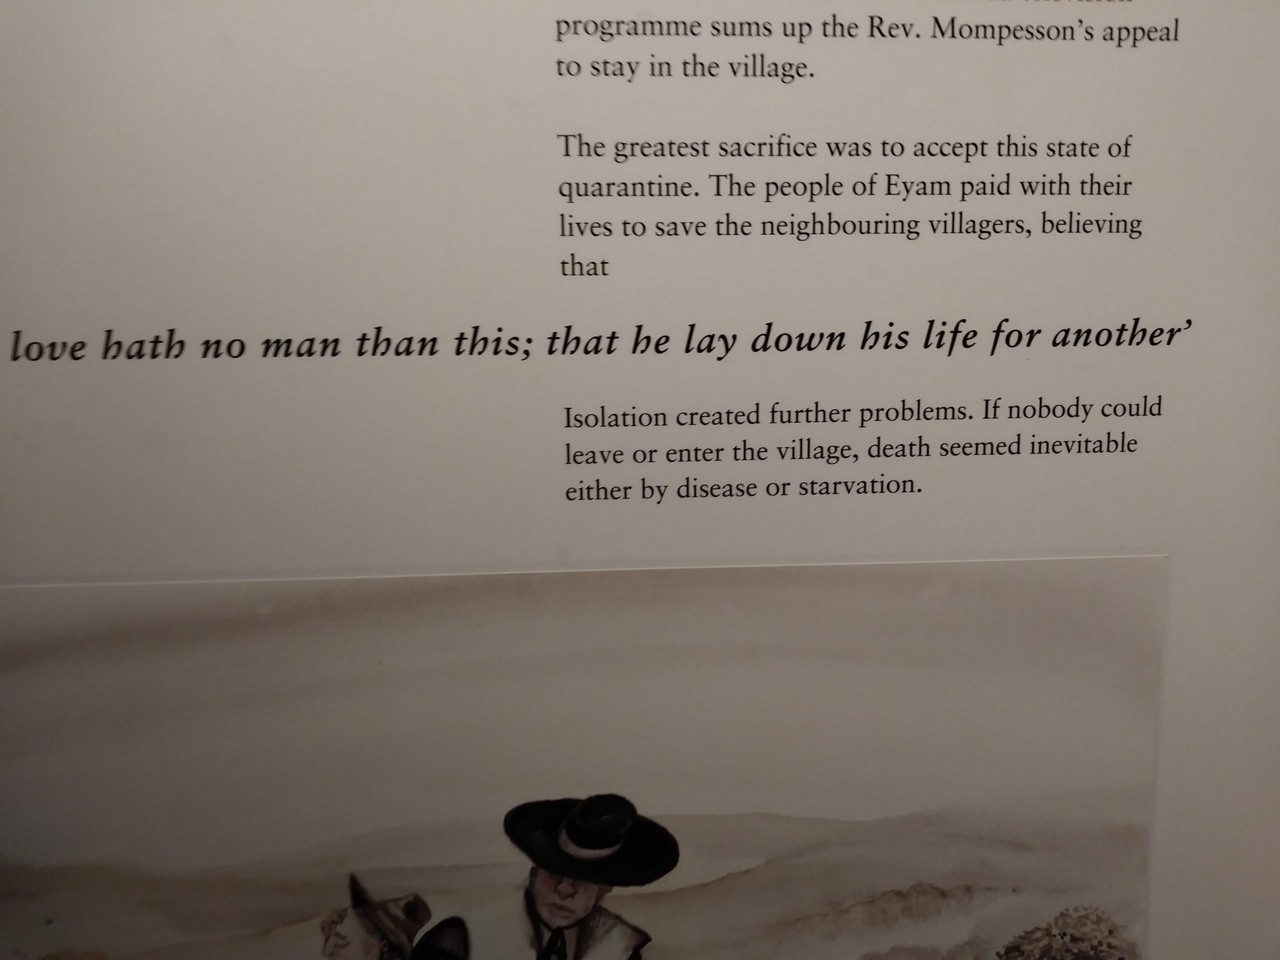 programme sums up the Rev. Mompesson's appeal
to stay in the village.
The greatest sacrifice was to accept this state of
quarantine. The people of Eyam paid with their
lives to save the neighbouring villagers, believing
that
love hath no man than this; that he lay down his life for another'
Isolation created further problems. If nobody could
leave or enter the village, death seemed inevitable
either by disease or starvation.